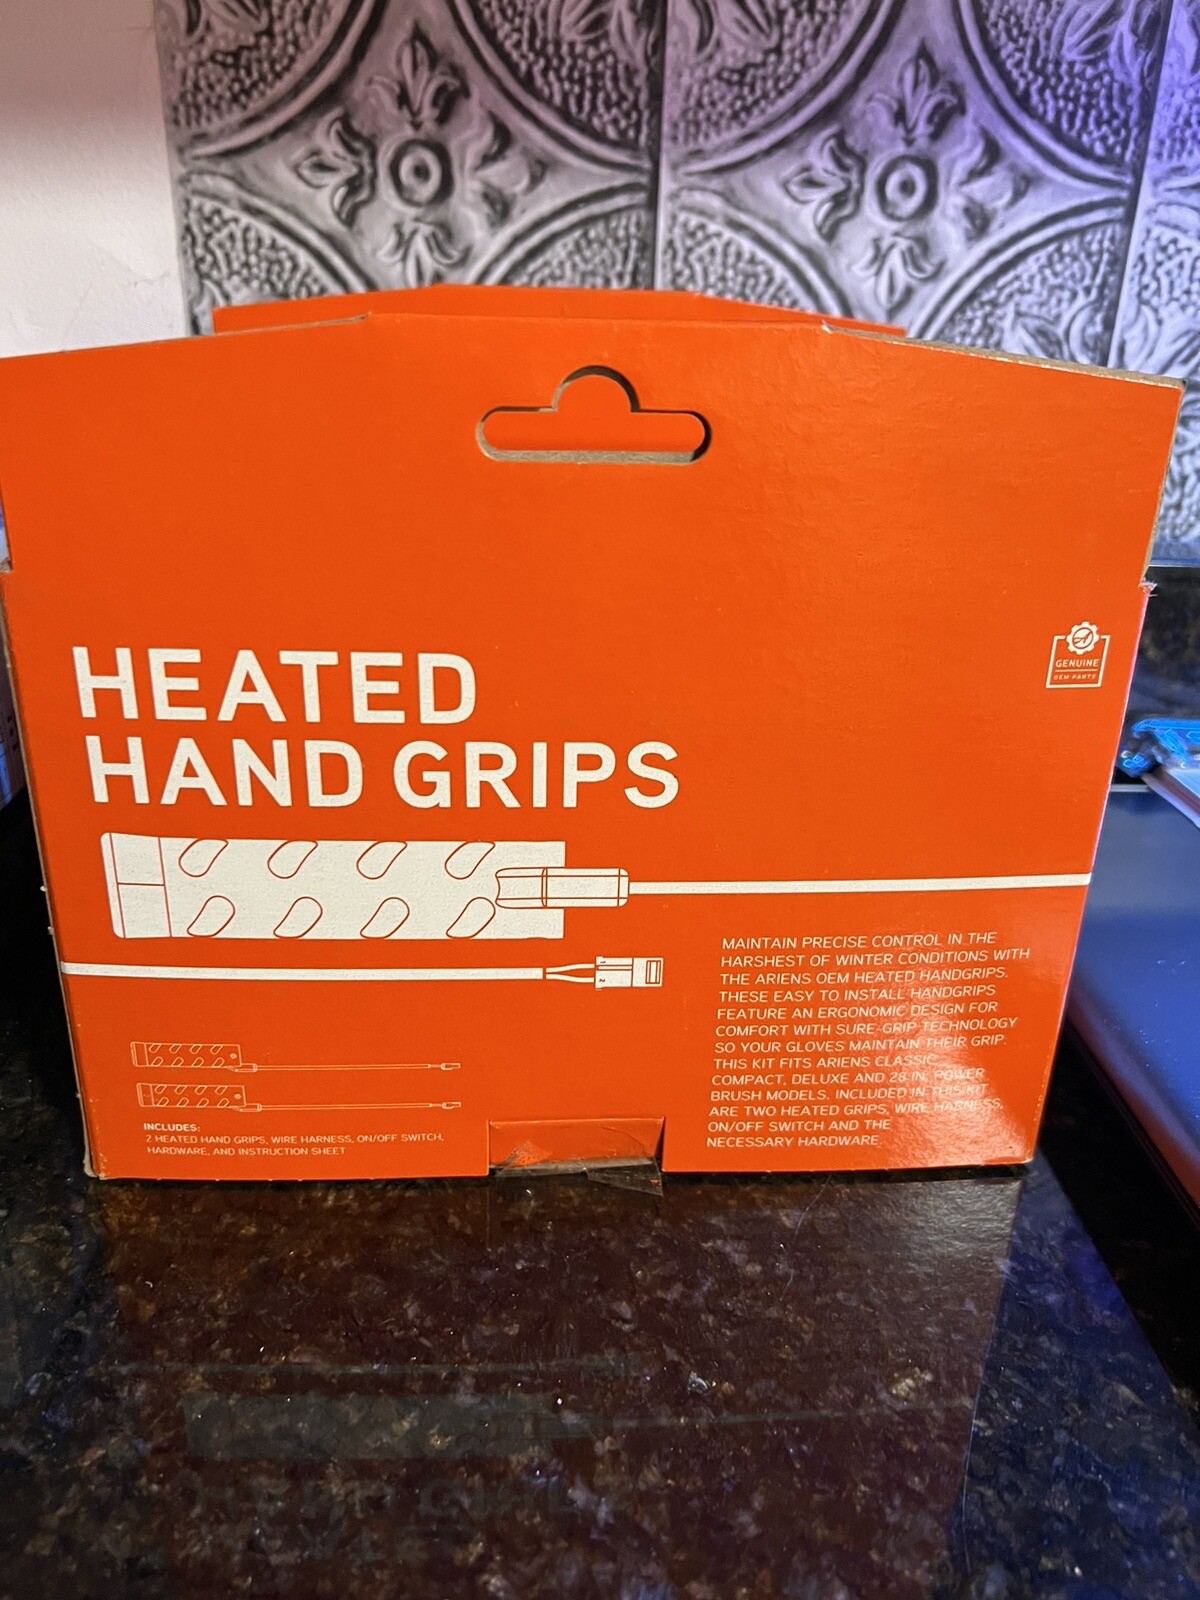 HEATED
HAND GRIPS
GENUINE
OEM PARTS
MAINTAIN PRECISE CONTROL IN THE
HARSHEST OF WINTER CONDITIONS WITH
THE ARIENS OEM HEATED HANDGRIPS.
THESE EASY TO INSTALL HANDGRIPS
FEATURE AN ERGONOMIC DESIGN FOR
COMFORT WITH SURE-GRIP TECHNOLOGY
SO YOUR GLOVES MAINTAIN THEIR GRIP.
THIS KIT FITS ARIENS CLASSIC,
COMPACT, DELUXE AND 28 IN. POWER
BRUSH MODELS. INCLUDED IN THIS KIT
ARE TWO HEATED GRIPS, WIRE HARNESS,
ON/OFF SWITCH AND THE
NECESSARY HARDWARE.
INCLUDES:
2 HEATED HAND GRIPS, WIRE HARNESS, ON/OFF SWITCH,
HARDWARE, AND INSTRUCTION SHEET